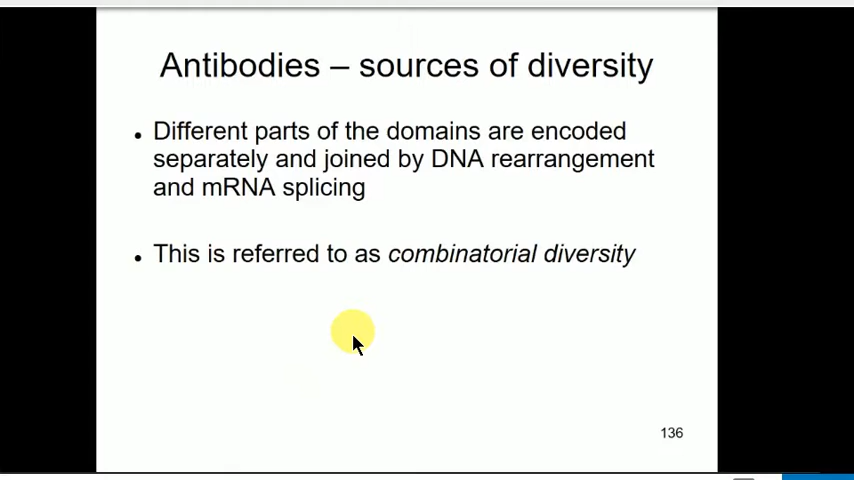 Antibodies – sources of diversity
• Different parts of the domains are encoded
separately and joined by DNA rearrangement
and mRNA splicing
• This is referred to as combinatorial diversity
136